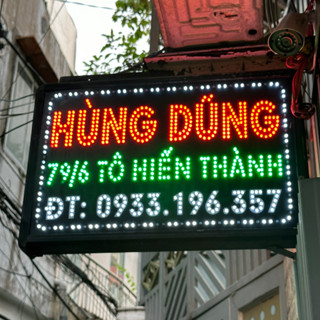 HÙNG DŨNG
79/6 TÔ HIẾN THÀNH
ĐT: 0933.196.357